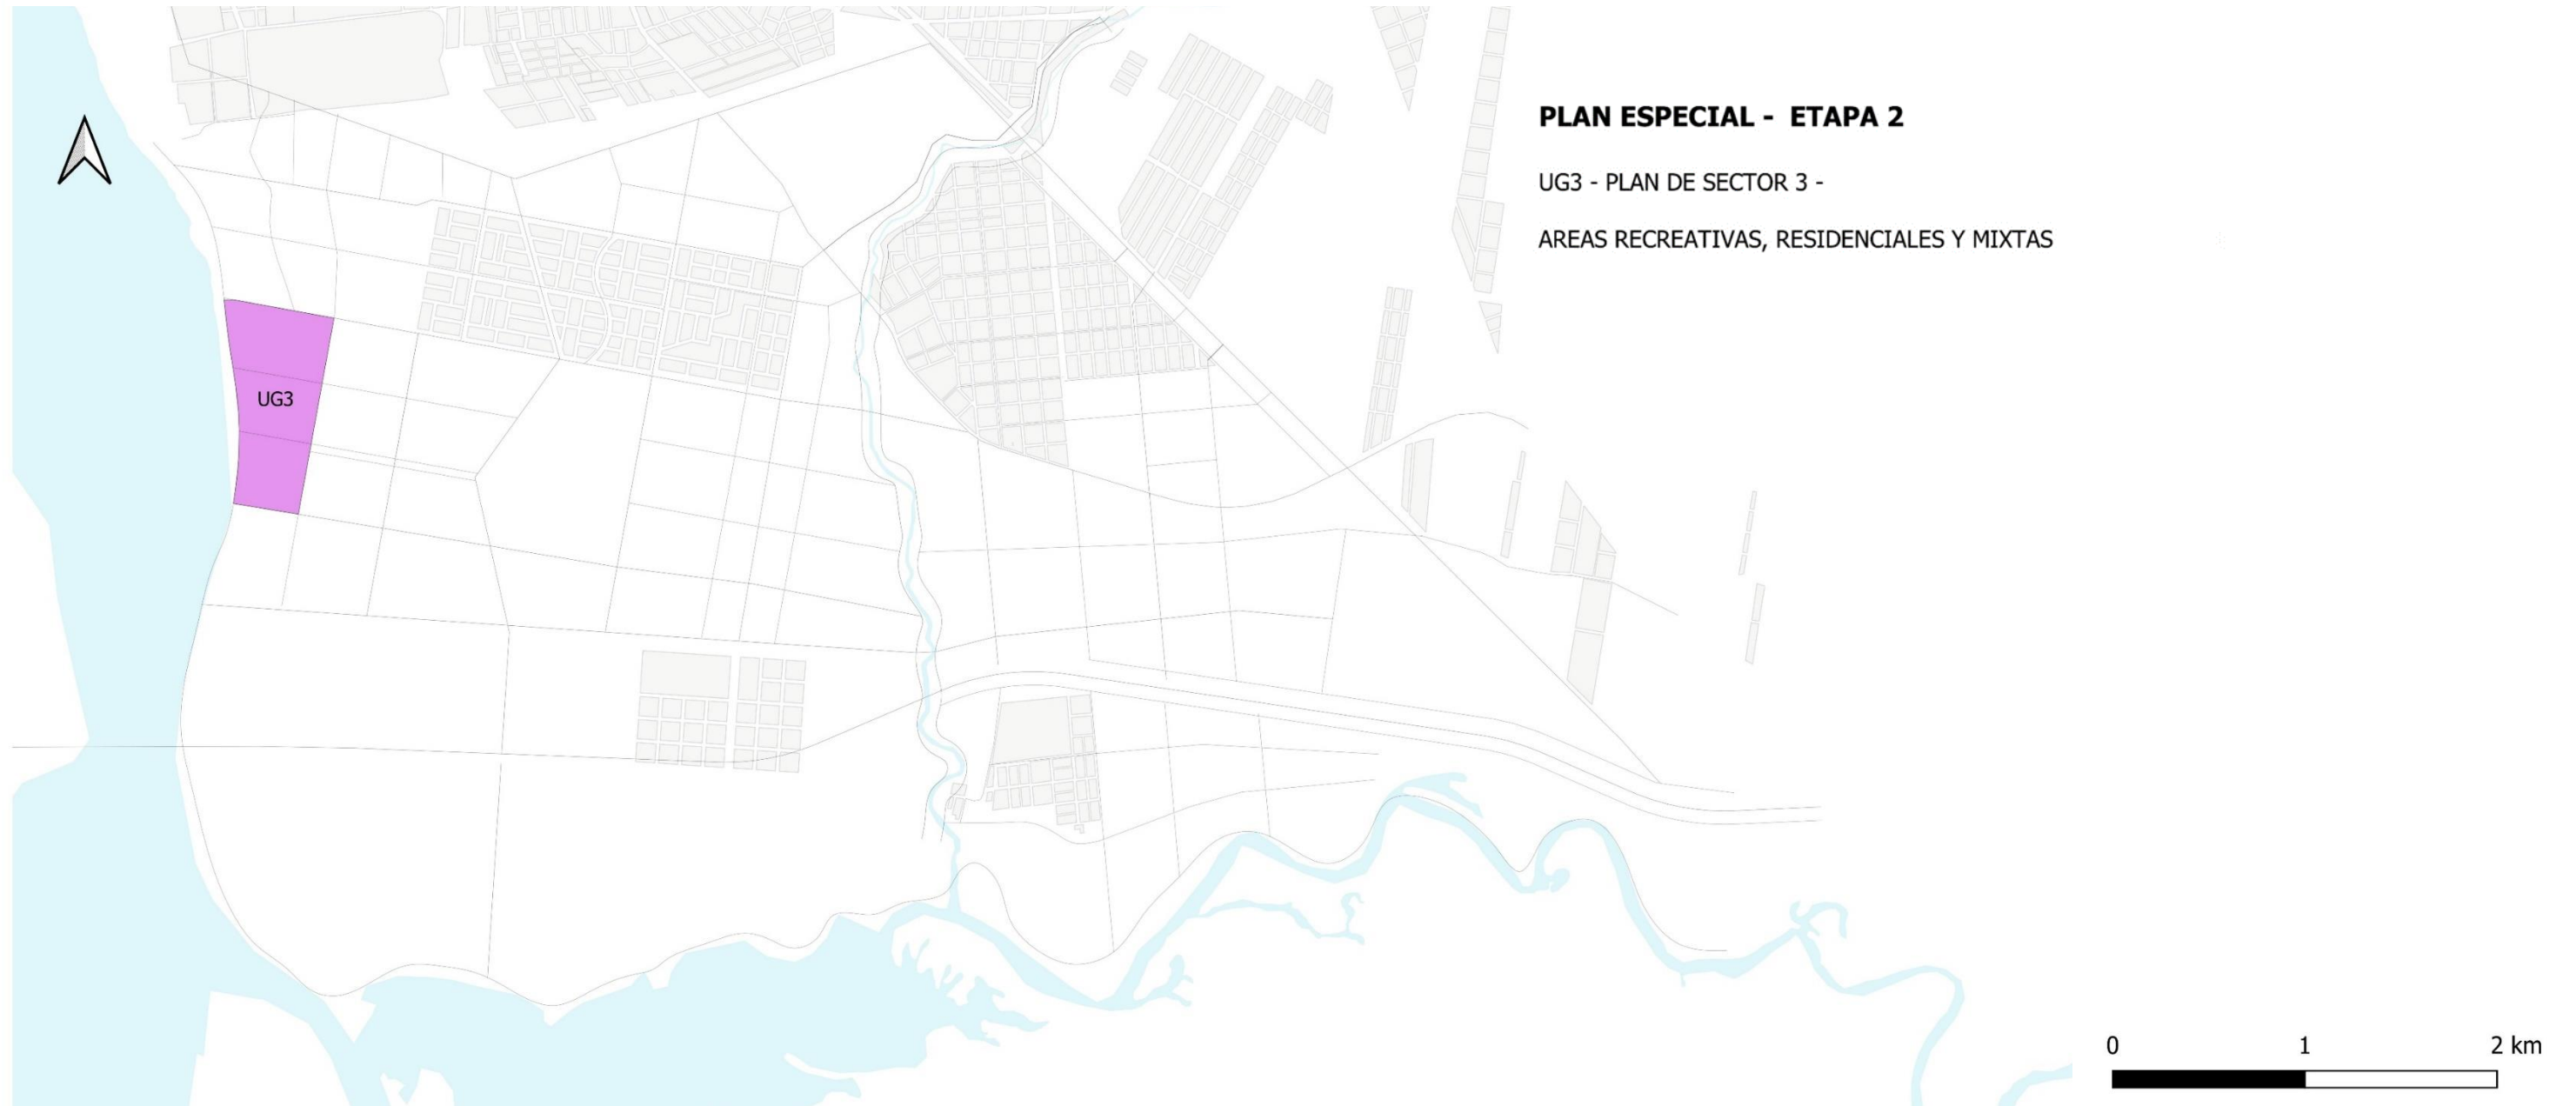 PLAN ESPECIAL - ETAPA 2
UG3 - PLAN DE SECTOR 3 -
AREAS RECREATIVAS, RESIDENCIALES Y MIXTAS
UG3
0 1 2 km